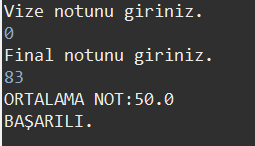 Vize notunu giriniz.
0
Final notunu giriniz.
83
ORTALAMA NOT:50.0
BAŞARILI.